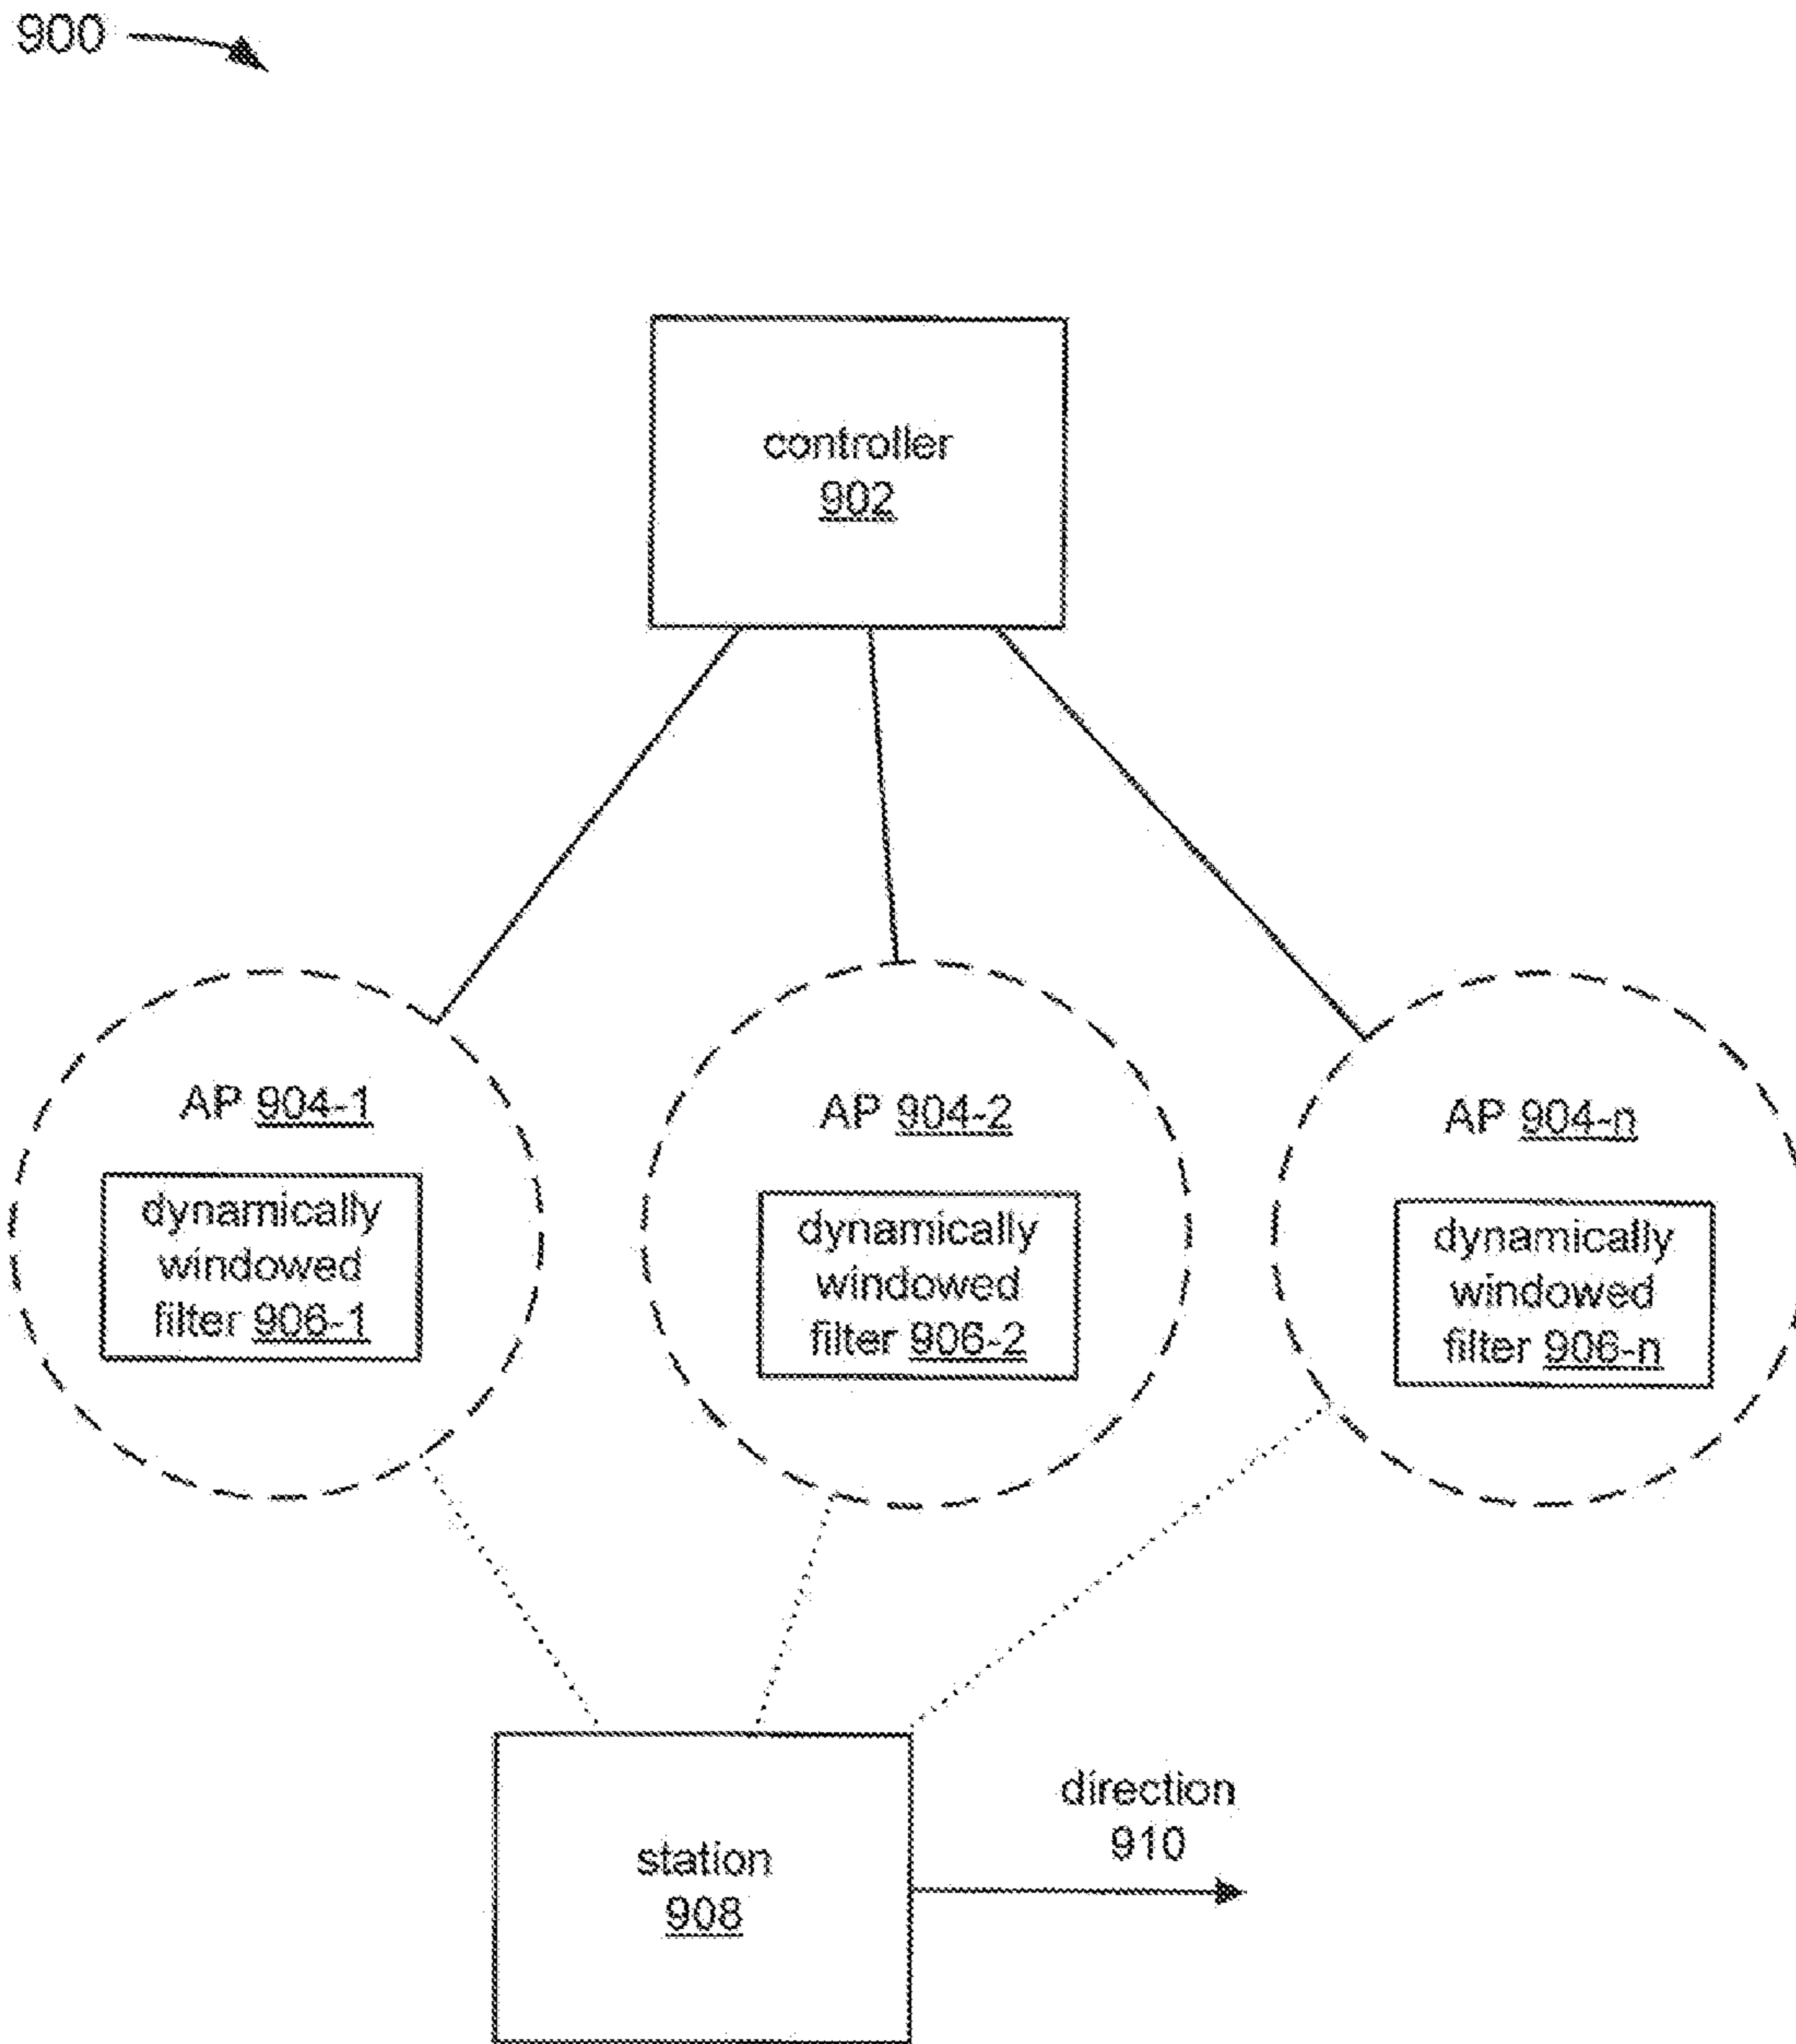 900
controller
902
AP 904-1
dynamically
windowed
filter 906-1
AP 904-2
dynamically
windowed
filter 906-2
AP 904-n
dynamically
windowed
filter 906-n
station
908
direction
910